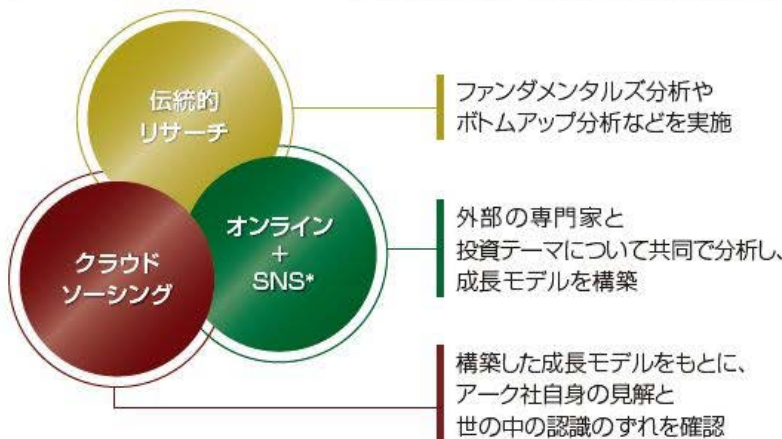 伝統的
リサーチ
ファンダメンタルズ分析や
ボトムアップ分析などを実施
オンライン
+
SNS*
外部の専門家と
投資テーマについて共同で分析し、
成長モデルを構築
クラウド
ソーシング
構築した成長モデルをもとに、
アーク社自身の見解と
世の中の認識のずれを確認